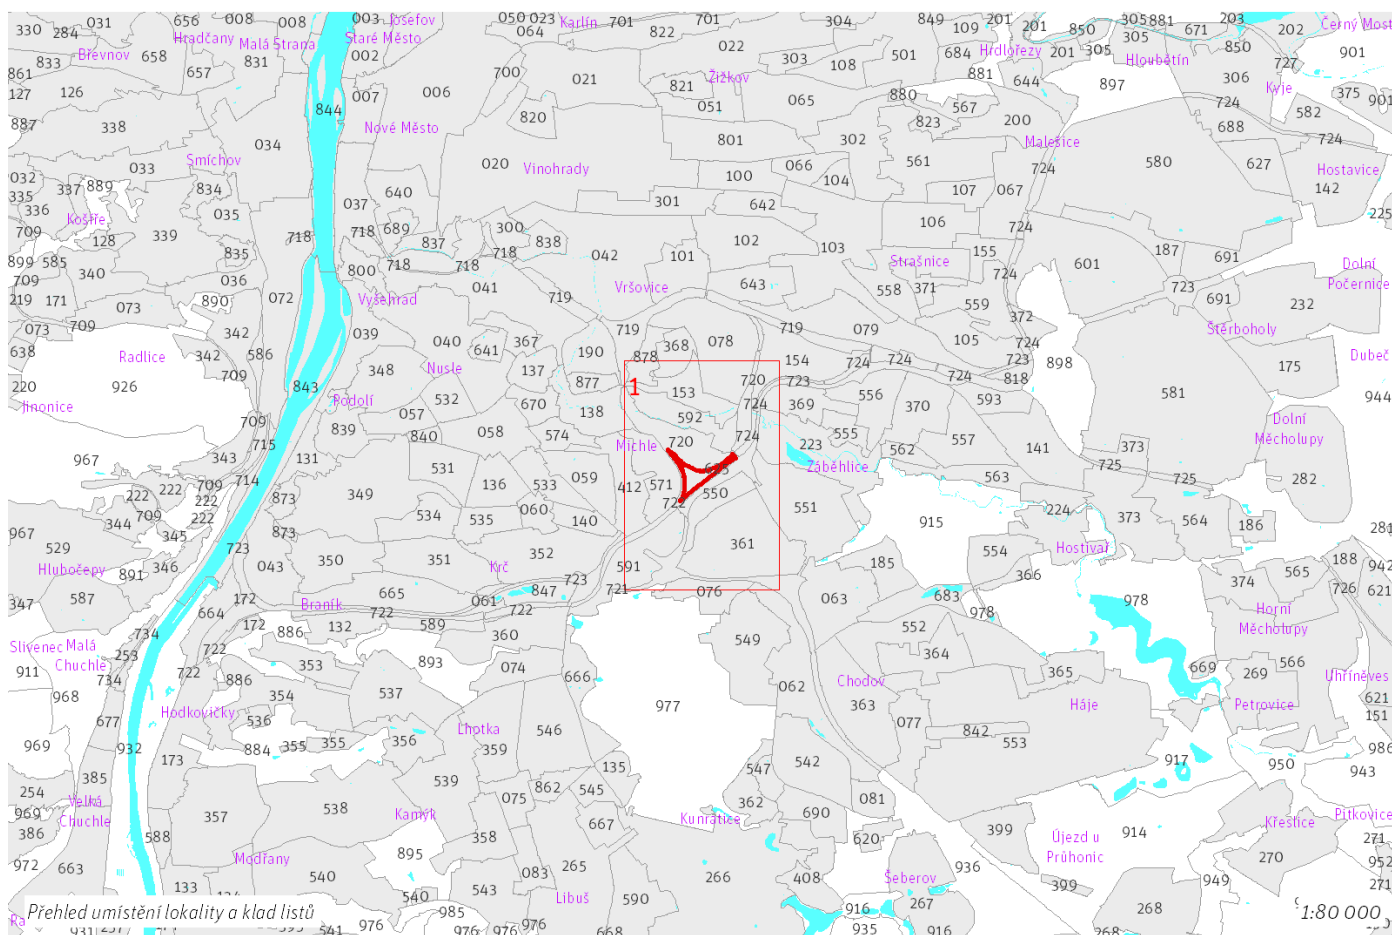 330 284 031 656 008 008 003 Josefov 050 023 064 Karlín 701 822 701 304 849 109 201 201 850 305 881 305 671 203 850 202 Černý Most
Břevnov 658 Hradčany Malá Strana Staré Město 002 022 303 108 501 684 Hrdlořezy 201 305 Hloubětín 727 901
833 657 831 700 021 821 Žižkov 881 644 897 306 Kyje 375 901
861 127 126 844 007 006 051 065 880 567 724 582
887 338 034 Nové Město 820 801 302 823 200 Malešice 688 724
033 Smíchov 020 Vinohrady 066 561 724 580 627 Hostavice
032 337 889 834 640 100 104 107 067 142
335 336 Košíře 035 037 301 642 106 225
709 128 339 718 718 689 837 300 718 838 102 103 724 187 691
899 585 835 800 718 718 042 101 Strašnice 155 601 Dolní
709 340 036 041 643 371 724 723 Počernice
219 171 073 890 072 Vyšehrad 719 Vršovice 558 559 372 691 232
073 709 342 039 040 367 719 368 078 719 079 105 724 Štěrboholy
638 Radlice 342 586 641 190 878 154 724 724 723 898 175 Dubeč
220 926 709 843 348 Nusle 137 877 1 153 720 723 724 818 581 944
Jinonice Podolí 532 670 138 592 724 369 556 370 593 Dolní
709 057 Měcholupy
715 839 840 058 574 Michle 720 724 223 555 562 557 141 373
967 343 131 531 059 Záběhlice 563 725 725 282
222 222 709 714 873 349 136 533 412 571 550 551 224
344 709 222 222 534 535 060 140 722 915 373 564 186 281
967 345 873 352 361 554 Hostivař
529 723 350 351 185 188 942
Hlubočepy 891 346 043 Krč 591 366 374 565 726 621
347 587 172 665 723 847 721 076 063 683 978 978 Horní
664 Braník 722 061 722 Měcholupy
734 172 886 132 589 360 549 552
Slivenec Malá 253 722 893 364 669 566
Chuchle 722 353 074 666 365 269 Uhříněves
911 734 886 354 537 062 Chodov 621
968 677 Hodkovičky 536 977 363 077 Háje Petrovice 151
969 932 884 355 355 356 Lhotka 546 842 553 986
385 173 359 135 547 542 917 950 943
254 Velká 538 539 862 545 362 081
969 Chuchle 357 Kamýk 075 667 Kunratice 690 399 Újezd u 914 Křeslice Pitkovice
386 588 358 620 Průhonic 271
972 663 Modřany 895 083 265 936 270 952
133 540 540 543 Libuš 590 266 408 Šeberov 399 949 271
Přehled umístění lokality a klad listů 985 916 267 268 1:80 000
931 541 976 976 976 668 935 916 268